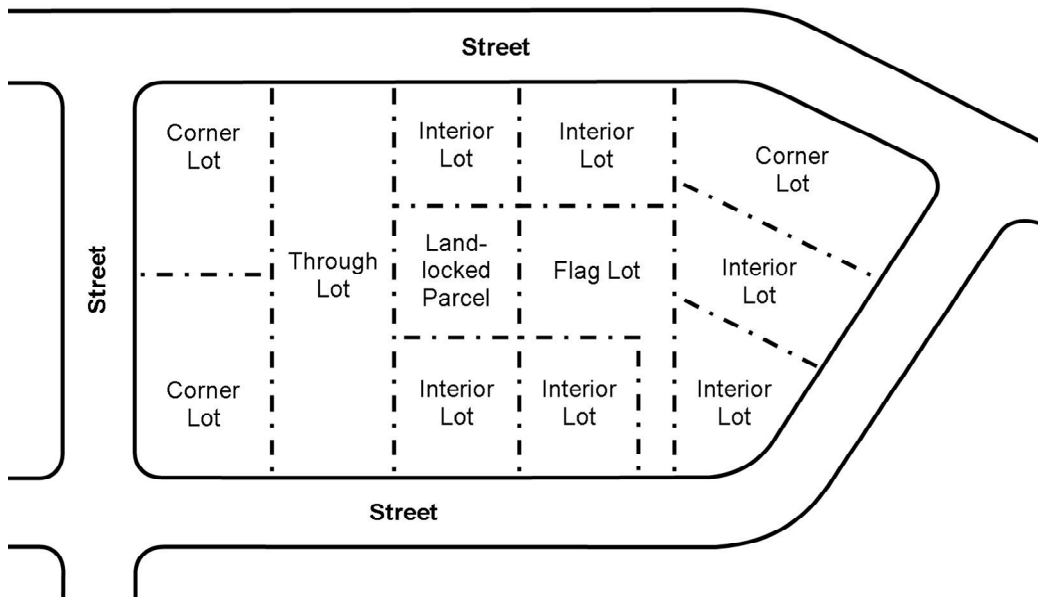 Street
Corner
Lot
Interior
Lot
Interior
Lot
Corner
Lot
Street
Through
Lot
Land-
locked
Parcel
Flag Lot
Interior
Lot
Corner
Lot
Interior
Lot
Interior
Lot
Interior
Lot
Street